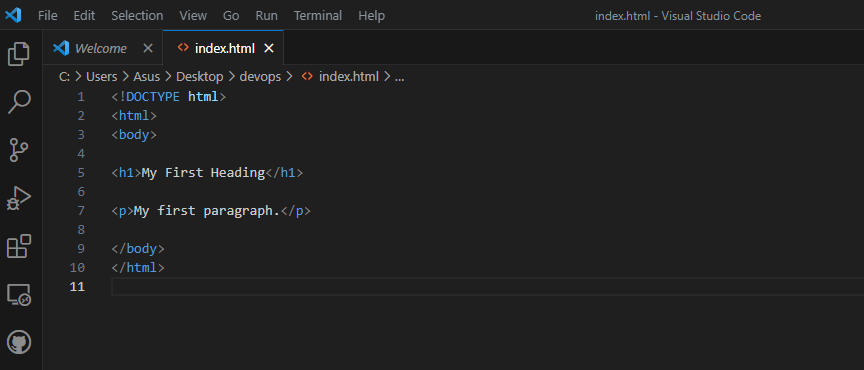 File Edit Selection View Go Run Terminal Help index.html - Visual Studio Code
Welcome index.html
C: > Users > Asus > Desktop > devops > <> index.html > ...
1 <!DOCTYPE html>
2 <html>
3 <body>
4
5 <h1>My First Heading</h1>
6
7 <p>My first paragraph.</p>
8
9 </body>
10 </html>
11